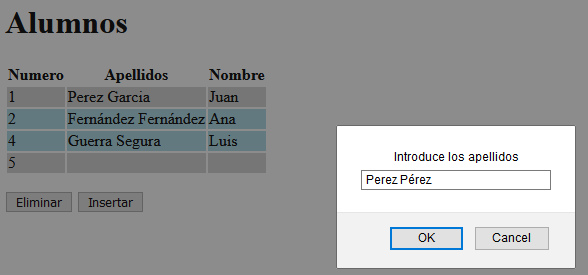 Alumnos
Numero Apellidos Nombre
1 Perez Garcia Juan
2 Fernández Fernández Ana
4 Guerra Segura Luis
5
Eliminar Insertar
Introduce los apellidos
Perez Pérez
OK Cancel